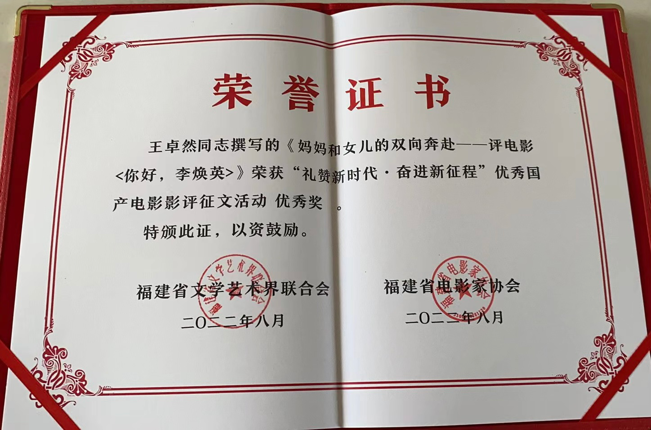 荣誉证书
王卓然同志撰写的《妈妈和女儿的双向奔赴——评电影
<你好，李焕英>》荣获“礼赞新时代·奋进新征程”优秀国
产电影影评征文活动 优秀奖 。
特颁此证，以资鼓励。
福建省文学艺术界联合会
二〇二二年八月
福建省电影家协会
二〇二二年八月